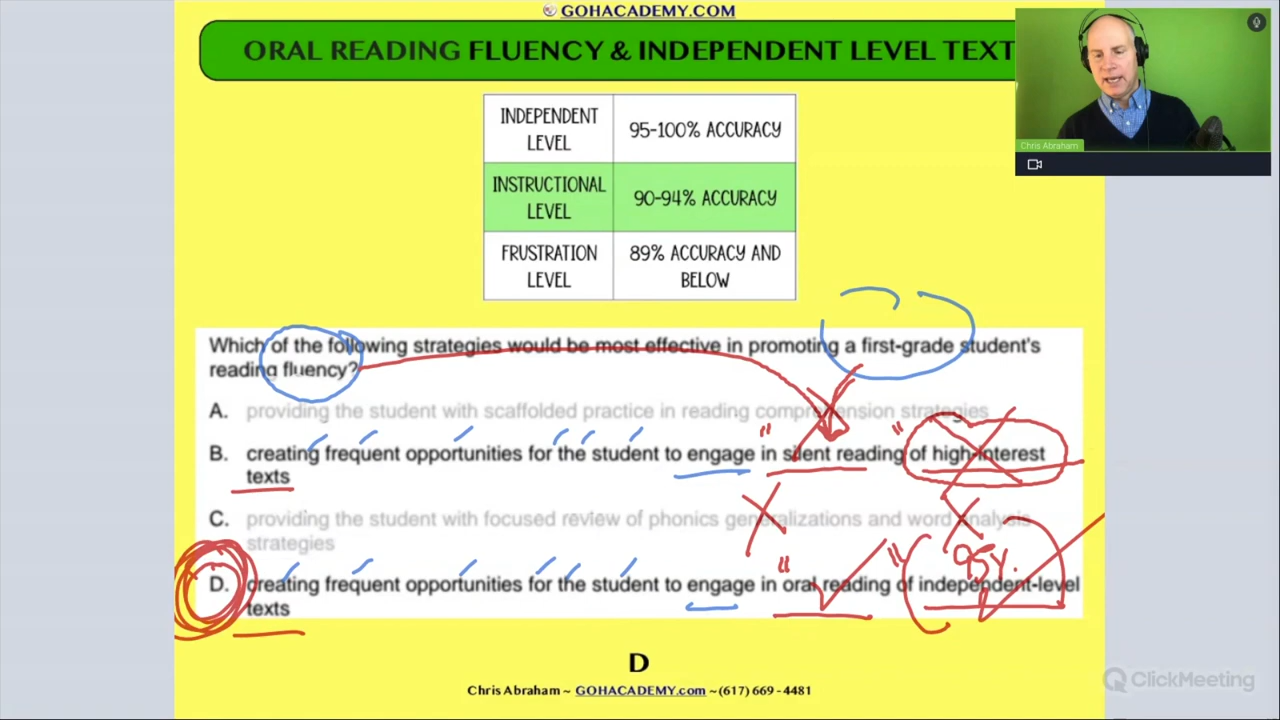 GOHACADEMY.COM
ORAL READING FLUENCY & INDEPENDENT LEVEL TEXT
Chris Abraham
INDEPENDENT LEVEL 95-100% ACCURACY
INSTRUCTIONAL LEVEL 90-94% ACCURACY
FRUSTRATION LEVEL 89% ACCURACY AND BELOW
Which of the following strategies would be most effective in promoting a first-grade student's
reading fluency?
A. providing the student with scaffolded practice in reading comprehension strategies
B. creating frequent opportunities for the student to engage in silent reading of high-interest
texts
C. providing the student with focused review of phonics generalizations and word analysis
strategies
95%
D. creating frequent opportunities for the student to engage in oral reading of independent-level
texts
D
Chris Abraham ~ GOHACADEMY.com ~(617) 669 - 4481
ClickMeeting